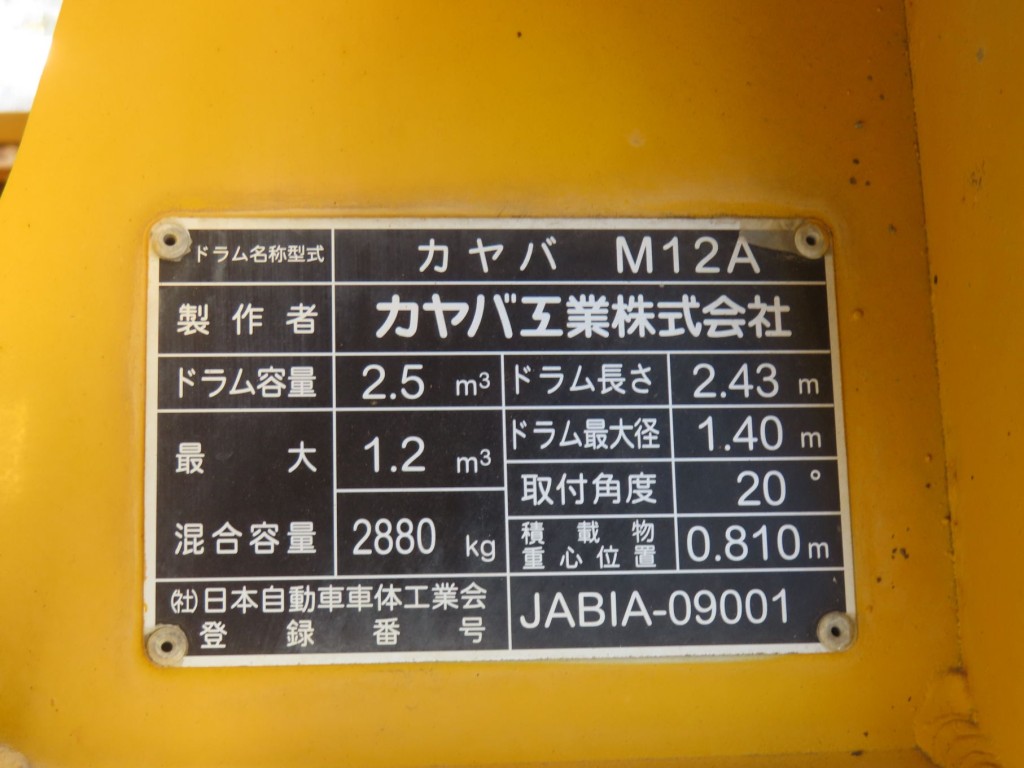 ドラム名称型式 カヤバ M12A
製作者 カヤバ工業株式会社
ドラム容量 2.5 m³ ドラム長さ 2.43 m
最大 1.2 m³ ドラム最大径 1.40 m
取付角度 20 °
混合容量 2880 kg 積載物
重心位置 0.810 m
(社)日本自動車車体工業会
登録番号 JABIA-09001